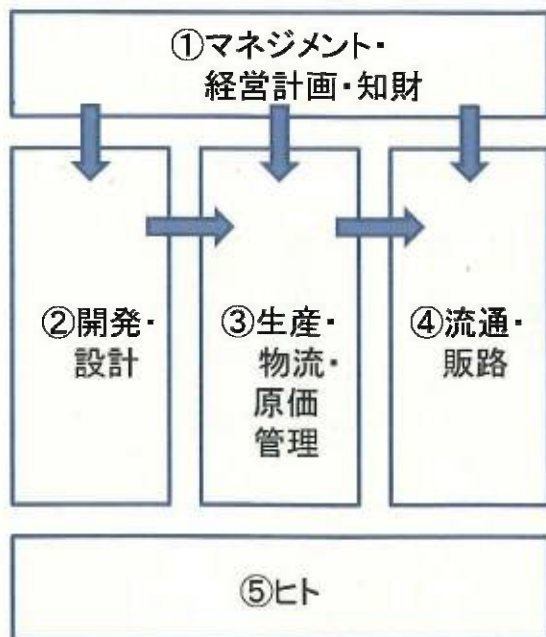 ①マネジメント・
経営計画・知財
②開発・
設計
③生産・
物流・
原価
管理
④流通・
販路
⑤ヒト